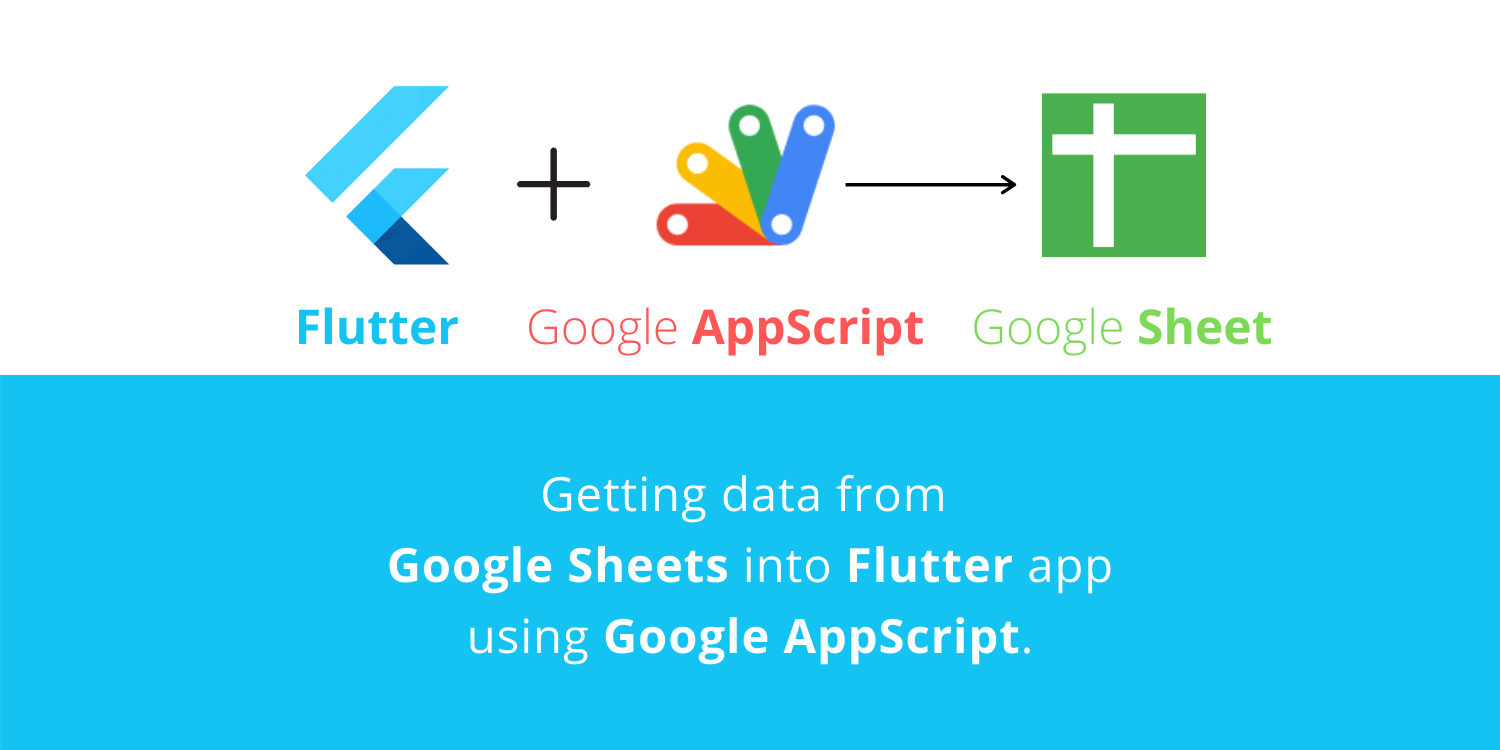 Flutter
Google AppScript
Google Sheet
Getting data from
Google Sheets into Flutter app
using Google AppScript.